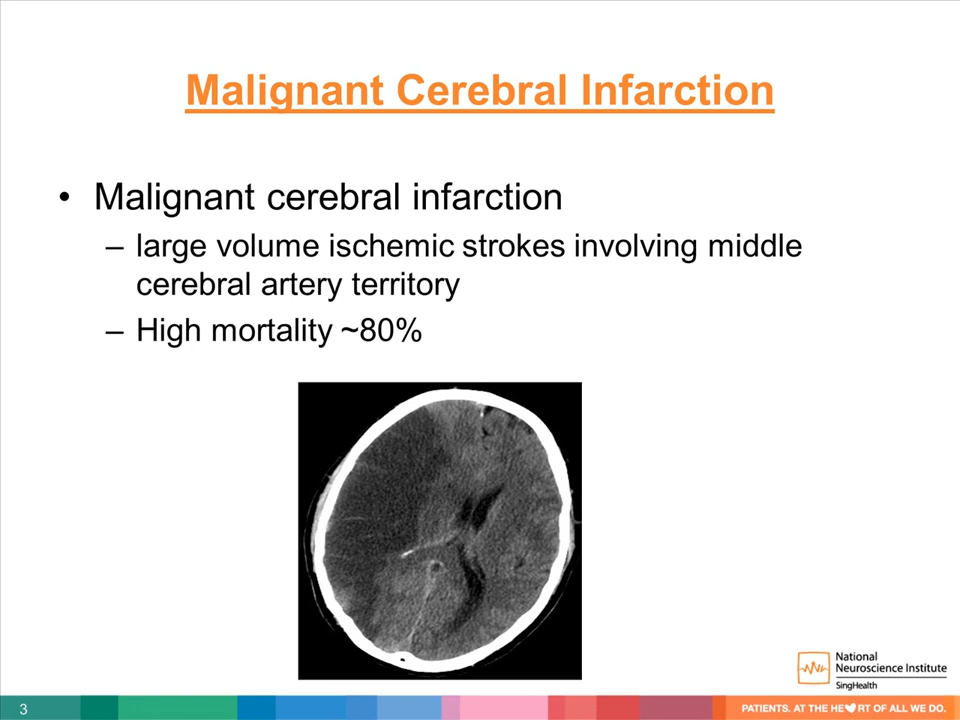 Malignant Cerebral Infarction
• Malignant cerebral infarction
– large volume ischemic strokes involving middle
cerebral artery territory
– High mortality ~80%
National
Neuroscience Institute
SingHealth
3
PATIENTS. AT THE HE♥RT OF ALL WE DO.